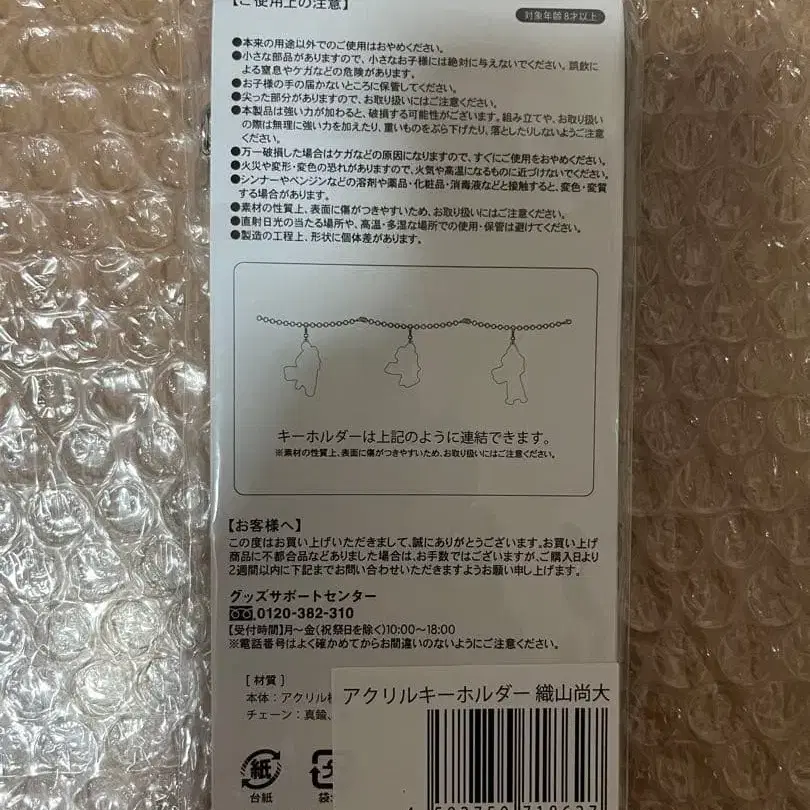 【ご使用上の注意】
対象年齢 8才以上
●本来の用途以外でのご使用はおやめください。
●小さな部品がありますので、小さなお子様には絶対に与えないでください。誤飲に
よる窒息やケガなどの危険があります。
●お子様の手の届かないところに保管してください。
●尖った部分がありますので、お取り扱いにはご注意ください。
●本製品は強い力が加わると、破損する可能性がございます。組み立てや、お取り扱い
の際は無理に強い力を加えたり、重いものをぶら下げたり、落としたりしないようご注意
ください。
●万一破損した場合はケガなどの原因になりますので、すぐにご使用をおやめください。
●火災や変形・変色の恐れがありますので、火気や高温になるものに近づけないでください。
●シンナーやベンジンなどの溶剤や薬品・化粧品・消毒液などと接触すると、変色・変質
する場合があります。
●素材の性質上、表面に傷がつきやすいため、お取り扱いにはご注意ください。
●直射日光の当たる場所や、高温・多湿な場所での使用・保管は避けてください。
●製造の工程上、形状に個体差があります。
キーホルダーは上記のように連結できます。
※素材の性質上、表面に傷がつきやすいため、お取り扱いにはご注意ください。
【お客様へ】
この度はお買い上げいただきまして、誠にありがとうございます。お買い上げ
商品に不都合品などありました場合は、お手数ではございますが、ご購入日より
2週間以内に下記までお問い合わせいただきますようお願い申し上げます。
グッズサポートセンター
0120-382-310
【受付時間】月〜金(祝祭日を除く)10:00〜18:00
※電話番号はよく確かめてからお間違いのないようにご注意ください。
[ 材質 ]
本体：アクリル
チェーン：真鍮、
アクリルキーホルダー 織山尚大
紙
台紙
袋